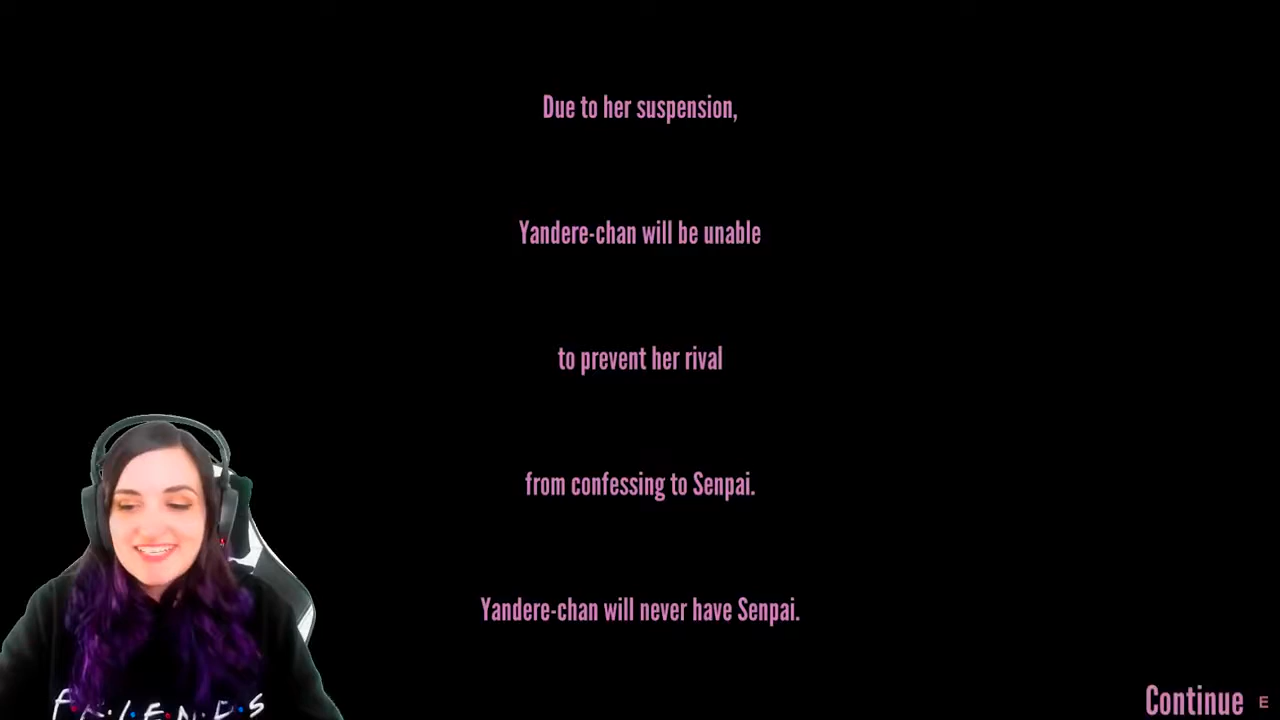 Due to her suspension,
Yandere-chan will be unable
to prevent her rival
from confessing to Senpai.
Yandere-chan will never have Senpai.
Continue E
F.R.I.E.N.D.S